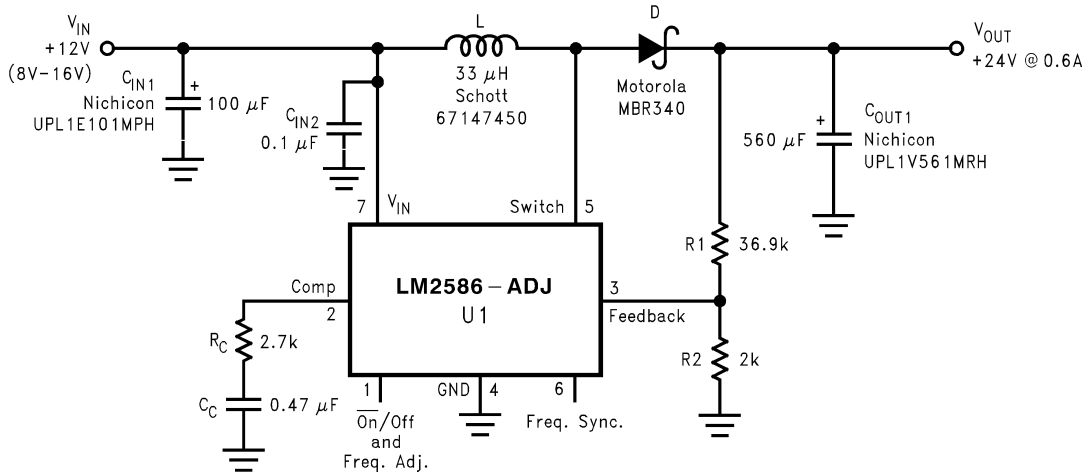 V_IN
+12V
(8V-16V)
C_IN1
Nichicon
UPL1E101MPH
+
100 μF
C_IN2
0.1 μF
L
33 μH
Schott
67147450
D
Motorola
MBR340
V_OUT
+24V @ 0.6A
+
560 μF
C_OUT1
Nichicon
UPL1V561MRH
7
V_IN
Switch
5
R1
36.9k
LM2586-ADJ
U1
Comp
2
3
Feedback
R_C
2.7k
R2
2k
C_C
0.47 μF
1
O̅n̅/Off
and
Freq. Adj.
GND
4
6
Freq. Sync.